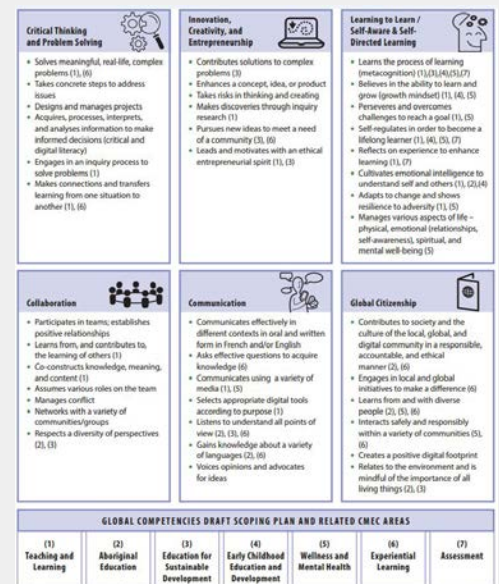 Critical Thinking
and Problem Solving
• Solves meaningful, real-life, complex
problems (1), (6)
• Takes concrete steps to address
issues
• Designs and manages projects
• Acquires, processes, interprets,
and analyses information to make
informed decisions (critical and
digital literacy)
• Engages in an inquiry process to
solve problems (1)
• Makes connections and transfers
learning from one situation to
another (1), (6)
Innovation,
Creativity, and
Entrepreneurship
• Contributes solutions to complex
problems (3)
• Enhances a concept, idea, or product
• Takes risks in thinking and creating
• Makes discoveries through inquiry
research (1)
• Pursues new ideas to meet a need
of a community (3), (6)
• Leads and motivates with an ethical
entrepreneurial spirit (1), (3)
Learning to Learn /
Self-Aware & Self-
Directed Learning
• Learns the process of learning
(metacognition) (1),(3),(4),(5),(7)
• Believes in the ability to learn and
grow (growth mindset) (1), (4), (5)
• Perseveres and overcomes
challenges to reach a goal (1), (5)
• Self-regulates in order to become a
lifelong learner (1), (4), (5), (7)
• Reflects on experience to enhance
learning (1), (7)
• Cultivates emotional intelligence to
understand self and others (1), (2),(4)
• Adapts to change and shows
resilience to adversity (1), (5)
• Manages various aspects of life –
physical, emotional (relationships,
self-awareness), spiritual, and
mental well-being (5)
Collaboration
• Participates in teams; establishes
positive relationships
• Learns from, and contributes to,
the learning of others (1)
• Co-constructs knowledge, meaning,
and content (1)
• Assumes various roles on the team
• Manages conflict
• Networks with a variety of
communities/groups
• Respects a diversity of perspectives
(2), (3)
Communication
• Communicates effectively in
different contexts in oral and written
form in French and/or English
• Asks effective questions to acquire
knowledge (6)
• Communicates using a variety of
media (1), (5)
• Selects appropriate digital tools
according to purpose (1)
• Listens to understand all points of
view (2), (3), (6)
• Gains knowledge about a variety
of languages (2), (6)
• Voices opinions and advocates
for ideas
Global Citizenship
• Contributes to society and the
culture of the local, global, and
digital community in a responsible,
accountable, and ethical
manner (2), (6)
• Engages in local and global
initiatives to make a difference (6)
• Learns from and with diverse
people (2), (5), (6)
• Interacts safely and responsibly
within a variety of communities (5),
(6)
• Creates a positive digital footprint
• Relates to the environment and is
mindful of the importance of all
living things (2), (3)
GLOBAL COMPETENCIES DRAFT SCOPING PLAN AND RELATED CMEC AREAS
(1)
Teaching and
Learning
(2)
Aboriginal
Education
(3)
Education for
Sustainable
Development
(4)
Early Childhood
Education and
Development
(5)
Wellness and
Mental Health
(6)
Experiential
Learning
(7)
Assessment